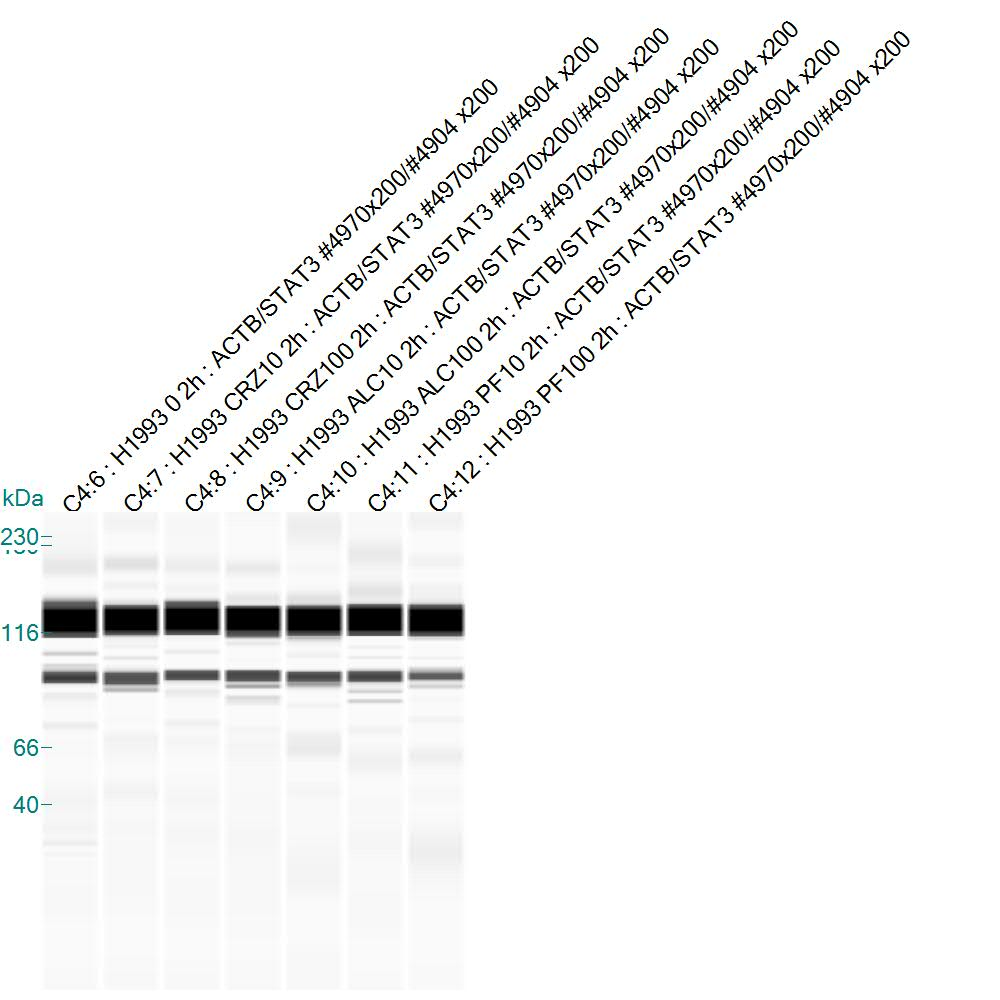 C4:6 : H1993 0 2h : ACTB/STAT3 #4970x200/#4904 x200
C4:7 : H1993 CRZ10 2h : ACTB/STAT3 #4970x200/#4904 x200
C4:8 : H1993 CRZ100 2h : ACTB/STAT3 #4970x200/#4904 x200
C4:9 : H1993 ALC10 2h : ACTB/STAT3 #4970x200/#4904 x200
C4:10 : H1993 ALC100 2h : ACTB/STAT3 #4970x200/#4904 x200
C4:11 : H1993 PF10 2h : ACTB/STAT3 #4970x200/#4904 x200
C4:12 : H1993 PF100 2h : ACTB/STAT3 #4970x200/#4904 x200
kDa
230
116
66
40